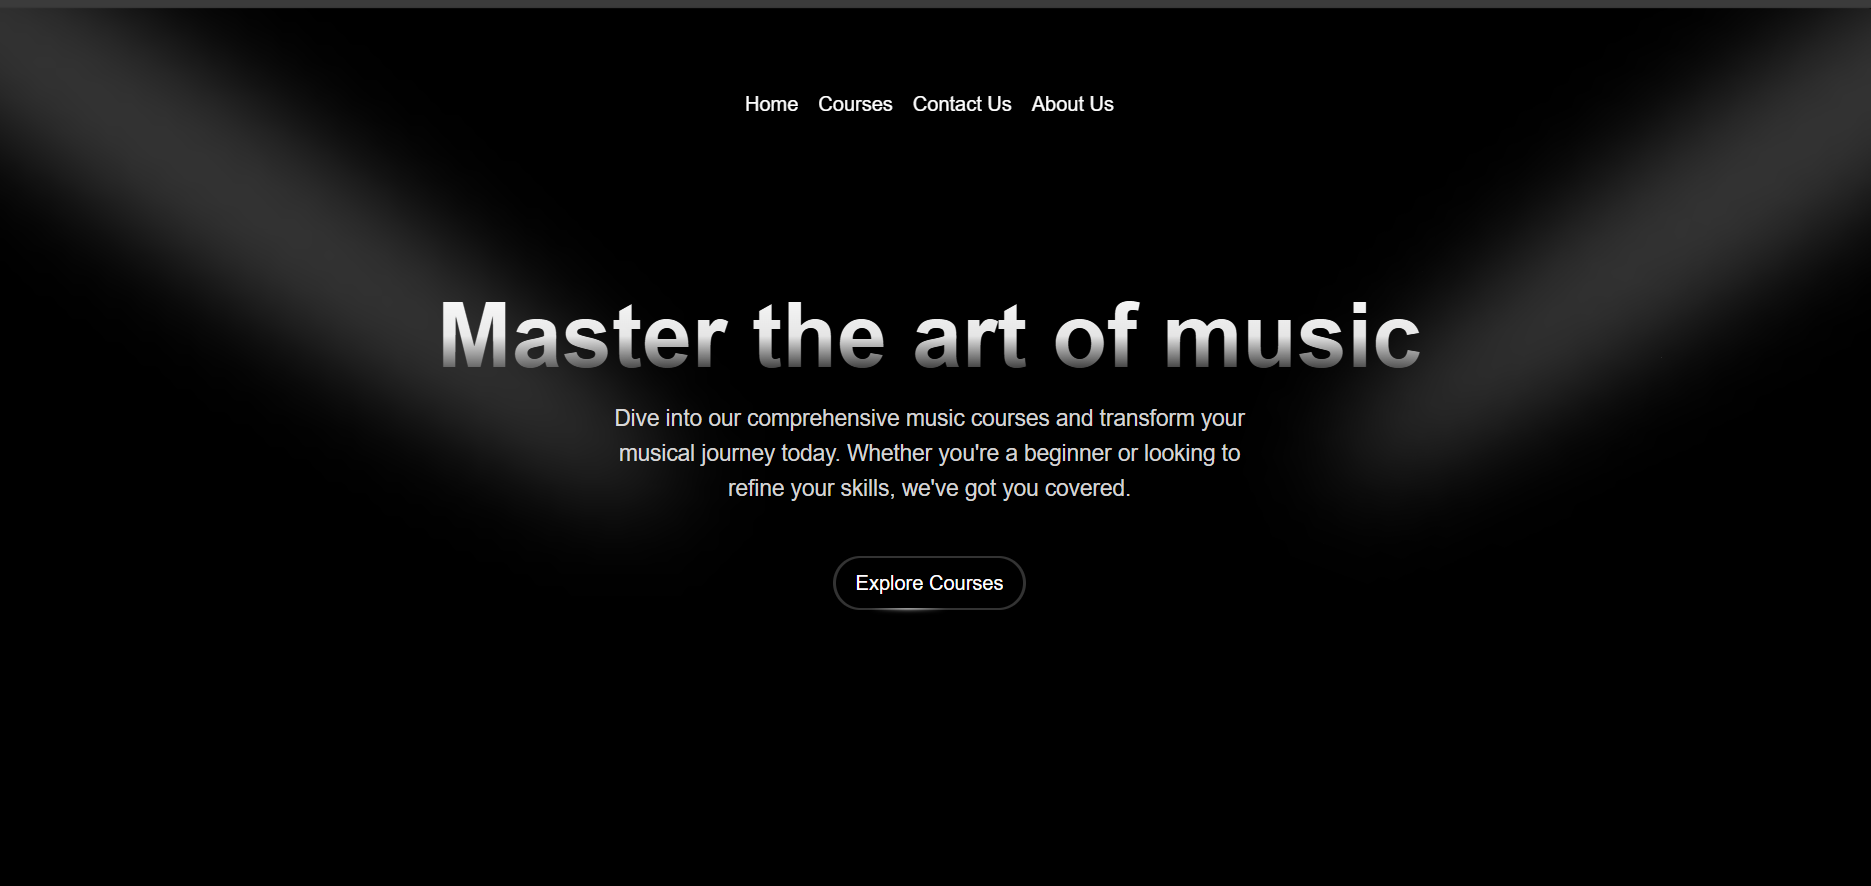 Home Courses Contact Us About Us
Master the art of music
Dive into our comprehensive music courses and transform your
musical journey today. Whether you're a beginner or looking to
refine your skills, we've got you covered.
Explore Courses